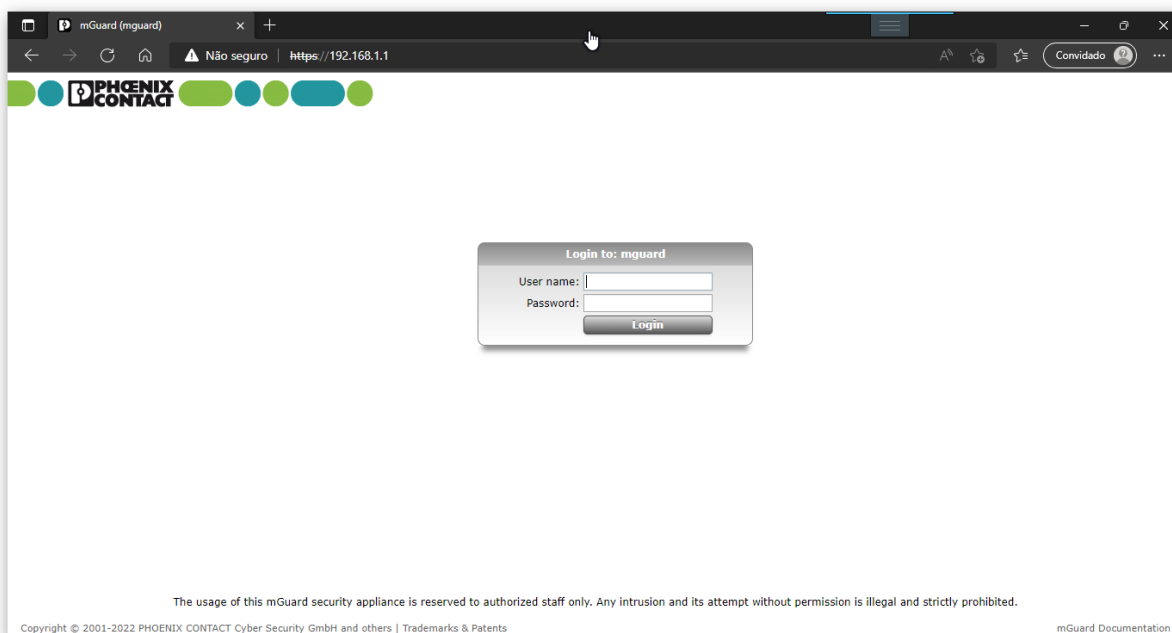 mGuard (mguard)
Não seguro | https://192.168.1.1
Convidado
PHŒNIX
CONTACT
Login to: mguard
User name:
Password:
Login
The usage of this mGuard security appliance is reserved to authorized staff only. Any intrusion and its attempt without permission is illegal and strictly prohibited.
Copyright © 2001-2022 PHOENIX CONTACT Cyber Security GmbH and others | Trademarks & Patents
mGuard Documentation